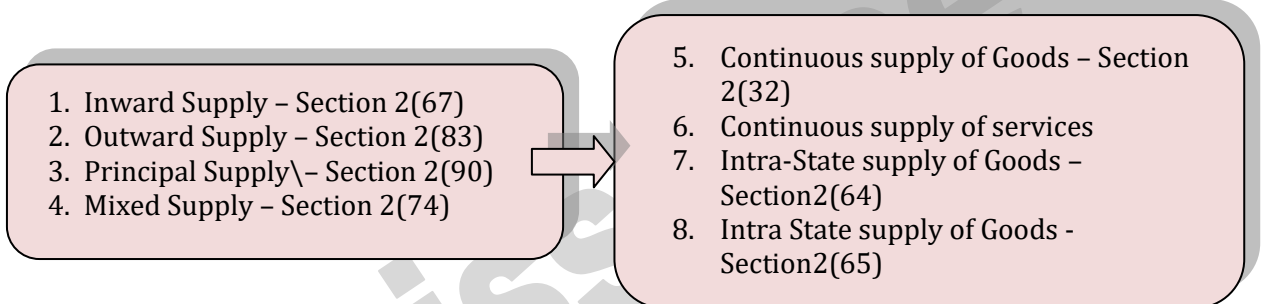 1. Inward Supply – Section 2(67)
2. Outward Supply – Section 2(83)
3. Principal Supply\– Section 2(90)
4. Mixed Supply – Section 2(74)
5. Continuous supply of Goods – Section
2(32)
6. Continuous supply of services
7. Intra-State supply of Goods –
Section2(64)
8. Intra State supply of Goods -
Section2(65)